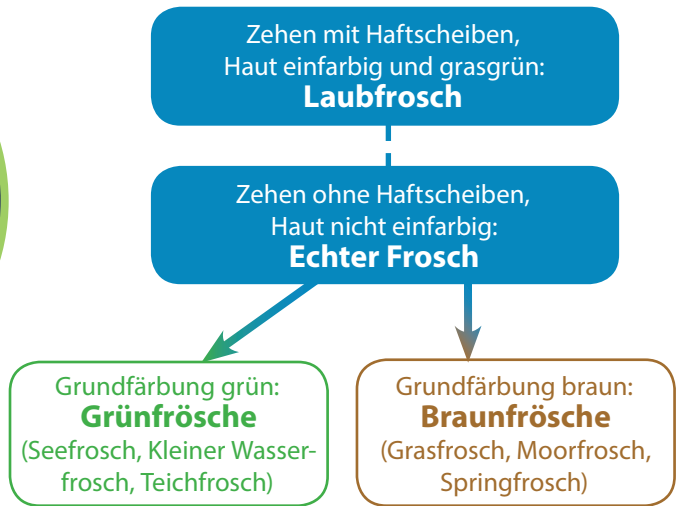 Zehen mit Haftscheiben,
Haut einfarbig und grasgrün:
Laubfrosch
Zehen ohne Haftscheiben,
Haut nicht einfarbig:
Echter Frosch
Grundfärbung grün:
Grünfrösche
(Seefrosch, Kleiner Wasser-
frosch, Teichfrosch)
Grundfärbung braun:
Braunfrösche
(Grasfrosch, Moorfrosch,
Springfrosch)